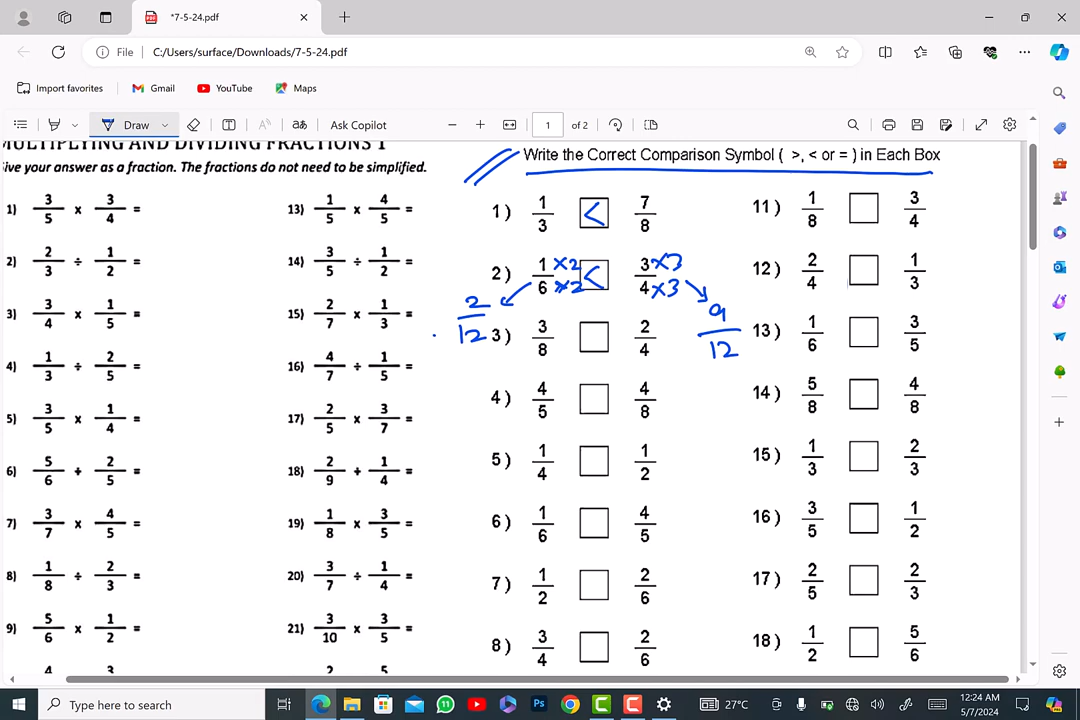 *7-5-24.pdf
File C:/Users/surface/Downloads/7-5-24.pdf
Import favorites Gmail YouTube Maps
Draw aあ Ask Copilot 1 of 2
MULTIPLYING AND DIVIDING FRACTIONS 1
ive your answer as a fraction. The fractions do not need to be simplified.
1) 3/5 x 3/4 =
2) 2/3 ÷ 1/2 =
3) 3/4 x 1/5 =
4) 1/3 ÷ 2/5 =
5) 3/5 x 1/4 =
6) 5/6 ÷ 2/5 =
7) 3/7 x 4/5 =
8) 1/8 ÷ 2/3 =
9) 5/6 x 1/2 =
4 3
13) 1/5 x 4/5 =
14) 3/5 ÷ 1/2 =
15) 2/7 x 1/3 =
16) 4/7 ÷ 1/5 =
17) 2/5 x 3/7 =
18) 2/9 ÷ 1/4 =
19) 1/8 x 3/5 =
20) 3/7 ÷ 1/4 =
21) 3/10 x 3/5 =
2 5
Write the Correct Comparison Symbol ( >, < or = ) in Each Box
1 ) 1/3 < 7/8
2 ) 1/6 ×2 ×2 < 3/4 ×3 ×3
2/12 9/12
3 ) 3/8 2/4
4 ) 4/5 4/8
5 ) 1/4 1/2
6 ) 1/6 4/5
7 ) 1/2 2/6
8 ) 3/4 2/6
11 ) 1/8 3/4
12 ) 2/4 1/3
13 ) 1/6 3/5
14 ) 5/8 4/8
15 ) 1/3 2/3
16 ) 3/5 1/2
17 ) 2/5 2/3
18 ) 1/2 5/6
Type here to search 11 Ps 27°C 12:24 AM
5/7/2024